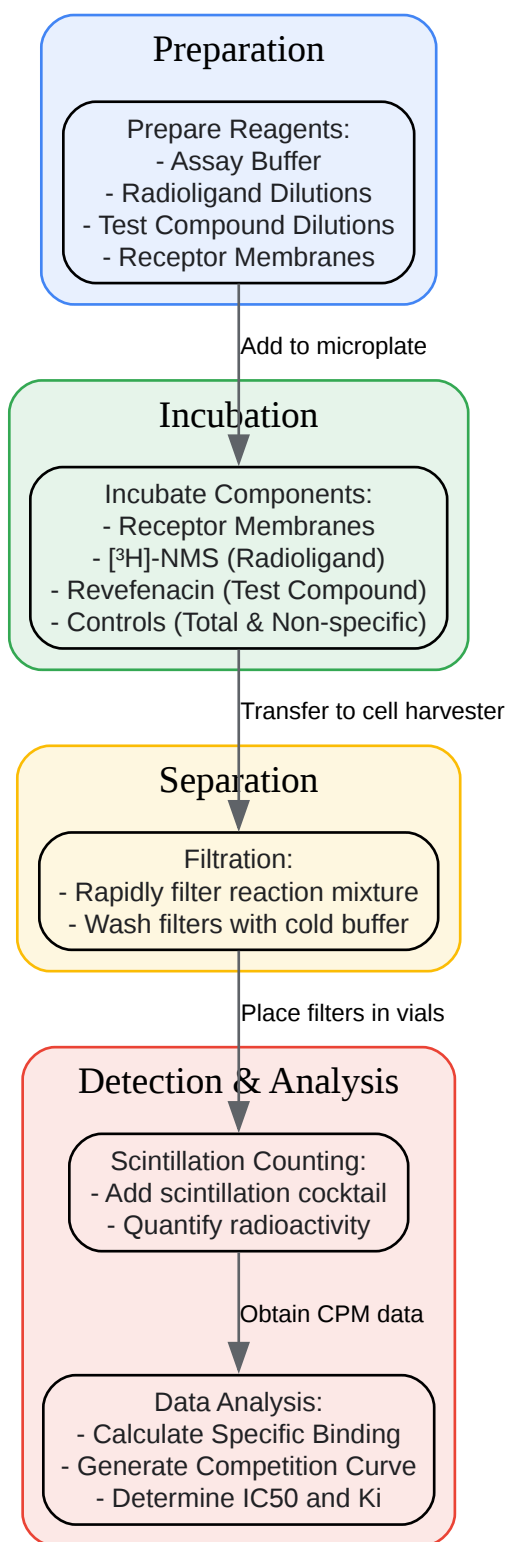 Preparation
Prepare Reagents:
- Assay Buffer
- Radioligand Dilutions
- Test Compound Dilutions
- Receptor Membranes
Add to microplate
Incubation
Incubate Components:
- Receptor Membranes
- [³H]-NMS (Radioligand)
- Revefenacin (Test Compound)
- Controls (Total & Non-specific)
Transfer to cell harvester
Separation
Filtration:
- Rapidly filter reaction mixture
- Wash filters with cold buffer
Place filters in vials
Detection & Analysis
Scintillation Counting:
- Add scintillation cocktail
- Quantify radioactivity
Obtain CPM data
Data Analysis:
- Calculate Specific Binding
- Generate Competition Curve
- Determine IC50 and Ki